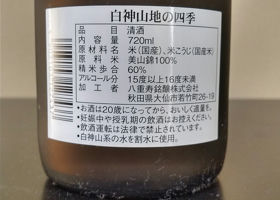 白神山地の四季
品目 清酒
内容量 720ml
原材料名 米(国産)、米こうじ(国産米)
原料米 美山錦100%
精米歩合 60%
アルコール分 15度以上16度未満
加工者 八重寿銘醸株式会社
秋田県大仙市若竹町26-19
•お酒は20歳になってから、おいしく適量を。
•妊娠中や授乳期の飲酒はお控えください。
•飲酒運転は法律で禁止されています。
•白神山系の水を割水に使用。